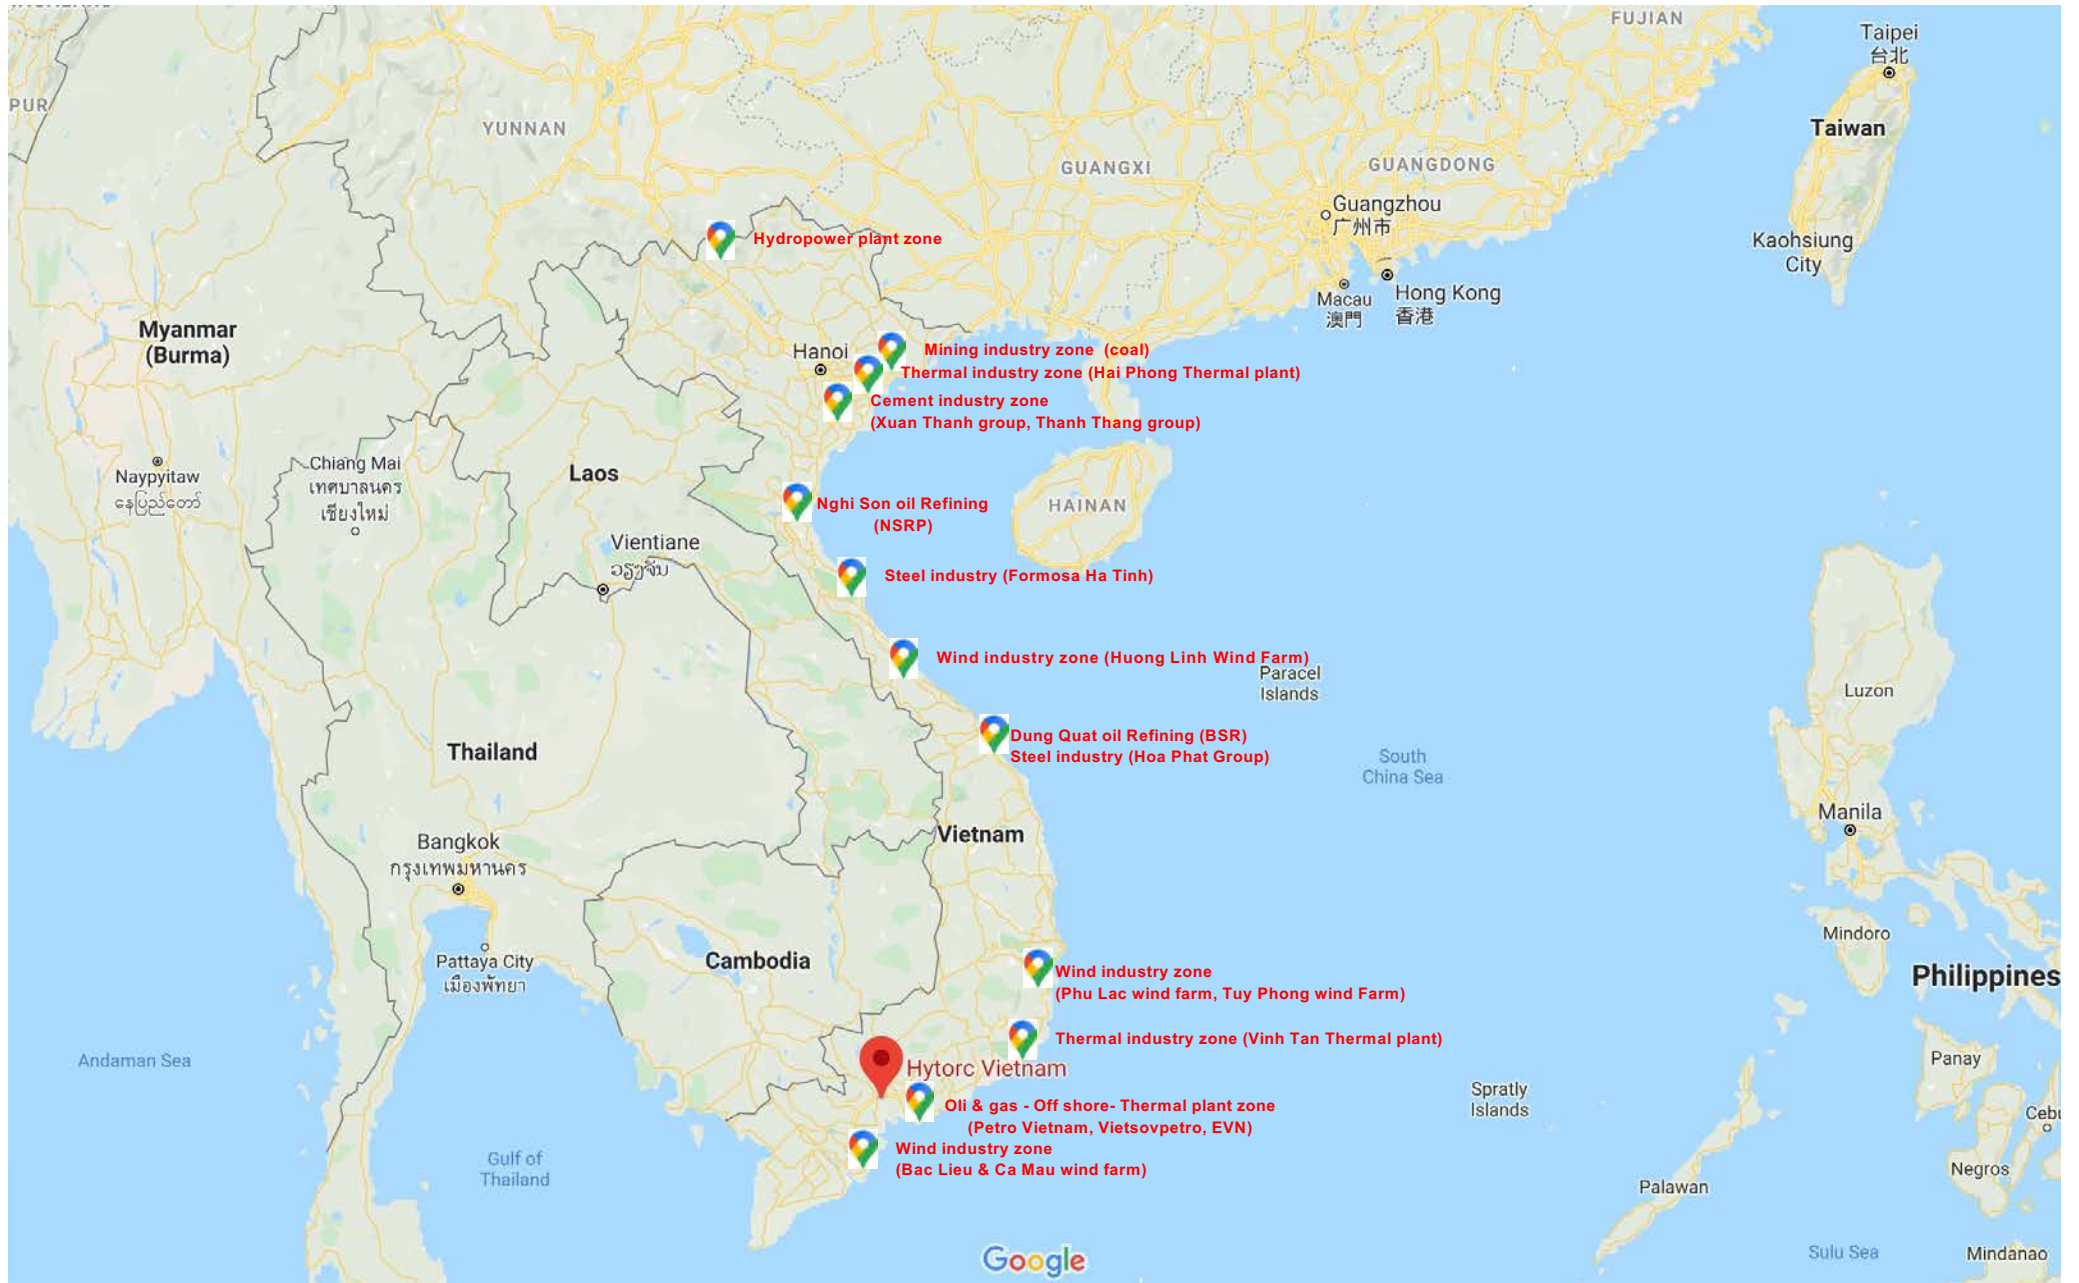 FUJIAN
Taipei
台北
PUR
YUNNAN
Taiwan
GUANGXI
GUANGDONG
Guangzhou
广州市
Hydropower plant zone
Kaohsiung
City
Macau
澳門
Hong Kong
香港
Myanmar
(Burma)
Hanoi
Mining industry zone (coal)
Thermal industry zone (Hai Phong Thermal plant)
Cement industry zone
(Xuan Thanh group, Thanh Thang group)
Chiang Mai
เทศบาลนคร
เชียงใหม่
Laos
Naypyitaw
နေပြည်တော်
Nghi Son oil Refining
(NSRP)
HAINAN
Vientiane
ວຽງຈັນ
Steel industry (Formosa Ha Tinh)
Wind industry zone (Huong Linh Wind Farm)
Paracel
Islands
Luzon
Thailand
Dung Quat oil Refining (BSR)
Steel industry (Hoa Phat Group)
South
China Sea
Manila
Vietnam
Bangkok
กรุงเทพมหานคร
Mindoro
Pattaya City
เมืองพัทยา
Cambodia
Wind industry zone
(Phu Lac wind farm, Tuy Phong wind Farm)
Philippines
Thermal industry zone (Vinh Tan Thermal plant)
Andaman Sea
Hytorc Vietnam
Panay
Spratly
Islands
Oli & gas - Off shore- Thermal plant zone
(Petro Vietnam, Vietsovpetro, EVN)
Cebu
Wind industry zone
(Bac Lieu & Ca Mau wind farm)
Gulf of
Thailand
Negros
Palawan
Google
Sulu Sea
Mindanao